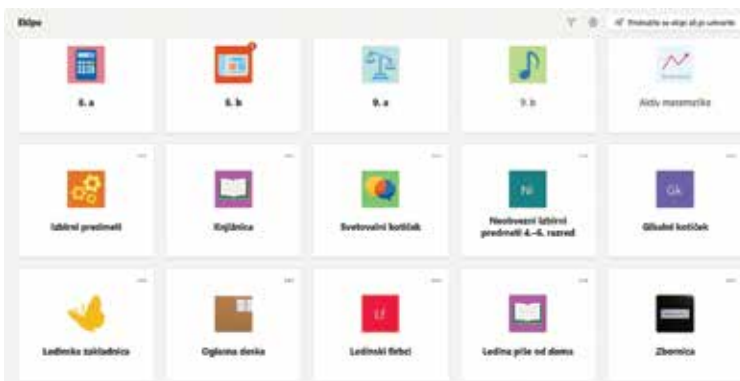 Ekipe
Pridružite se ekipi ali jo ustvarite
8. a
8. b
9. a
9. b
Aktiv matematike
Izbirni predmeti
Knjižnica
Svetovalni kotiček
Ni
Neobvezni izbirni
predmeti 4.–6. razred
Gk
Gibalni kotiček
Ledinska zakladnica
Oglasna deska
Lf
Ledinski firbci
Ledina piše od doma
Zbornica